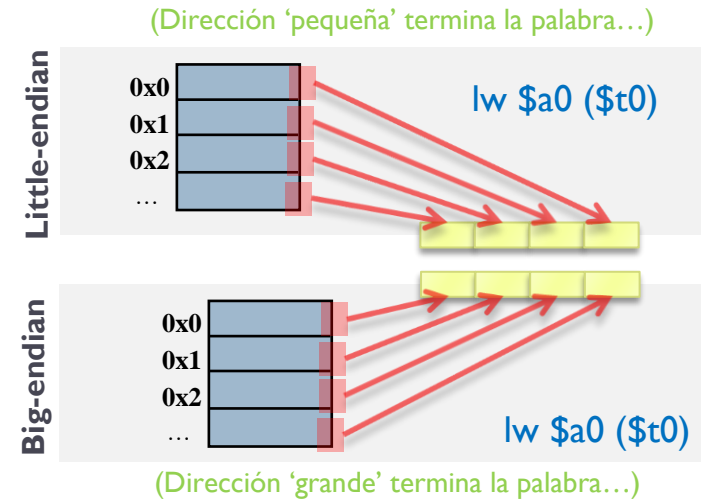 (Dirección ‘pequeña’ termina la palabra…)
Little-endian
0x0
0x1
0x2
…
lw $a0 ($t0)
Big-endian
0x0
0x1
0x2
…
lw $a0 ($t0)
(Dirección ‘grande’ termina la palabra…)